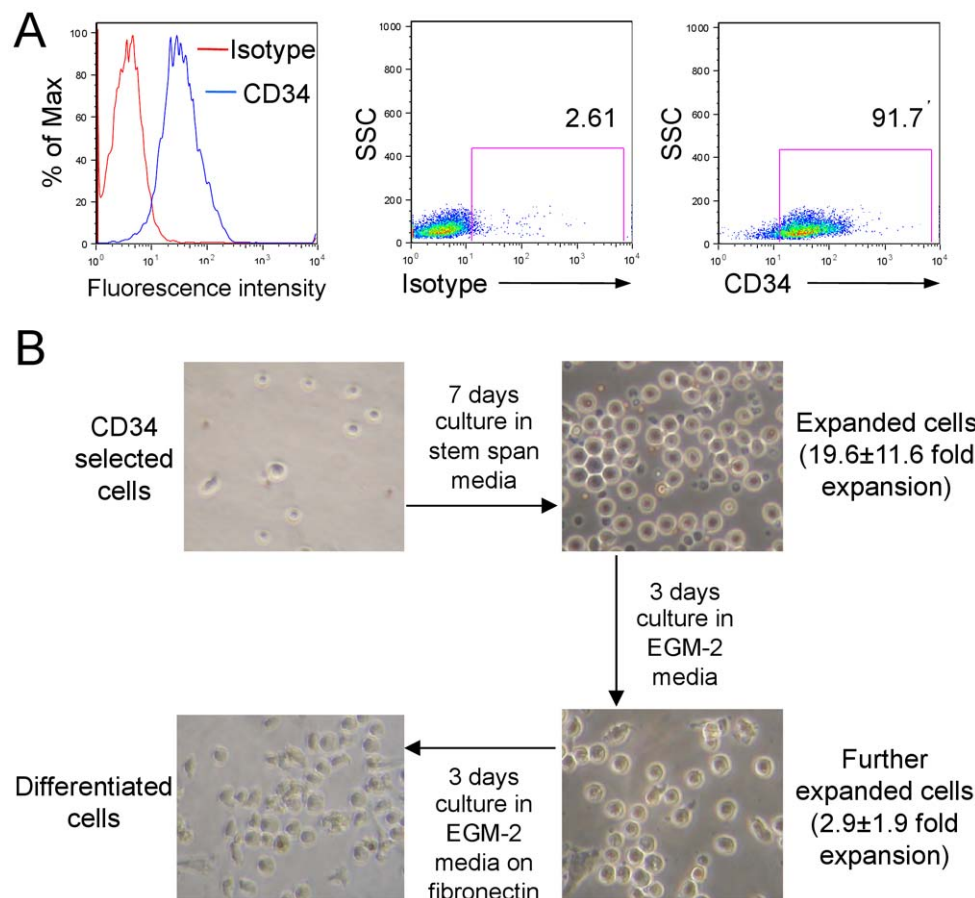 A
% of Max
100
80
60
40
20
0
Isotype
CD34
10⁰ 10¹ 10² 10³ 10⁴
Fluorescence intensity
SSC
1000
800
600
400
200
0
2.61
10⁰ 10¹ 10² 10³ 10⁴
Isotype
SSC
1000
800
600
400
200
0
91.7
10⁰ 10¹ 10² 10³ 10⁴
CD34
B
CD34
selected
cells
7 days
culture in
stem span
media
Expanded cells
(19.6±11.6 fold
expansion)
3 days
culture in
EGM-2
media
Differentiated
cells
3 days
culture in
EGM-2
media on
fibronectin
Further
expanded cells
(2.9±1.9 fold
expansion)